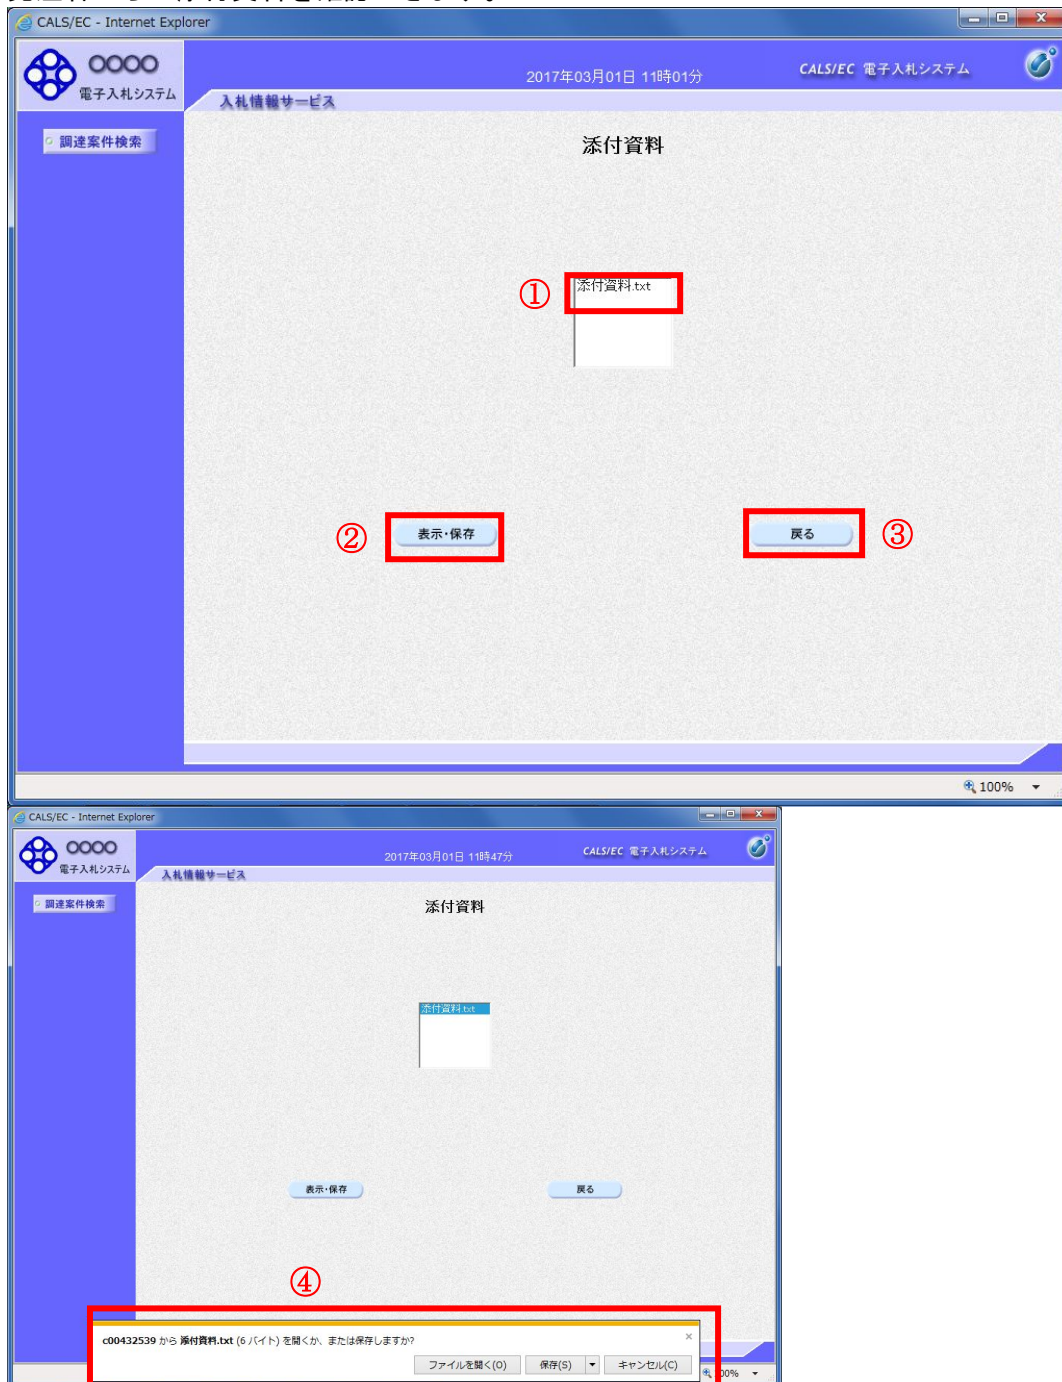 CALS/EC - Internet Explorer
OOOO
電子入札システム
2017年03月01日 11時01分
CALS/EC 電子入札システム
入札情報サービス
調達案件検索
添付資料
①
添付資料.txt
②
表示・保存
戻る
③
100%
CALS/EC - Internet Explorer
OOOO
電子入札システム
2017年03月01日 11時47分
CALS/EC 電子入札システム
入札情報サービス
調達案件検索
添付資料
添付資料.txt
表示・保存
戻る
④
c00432539 から 添付資料.txt (6 バイト) を開くか、または保存しますか?
ファイルを開く(O) 保存(S) キャンセル(C)